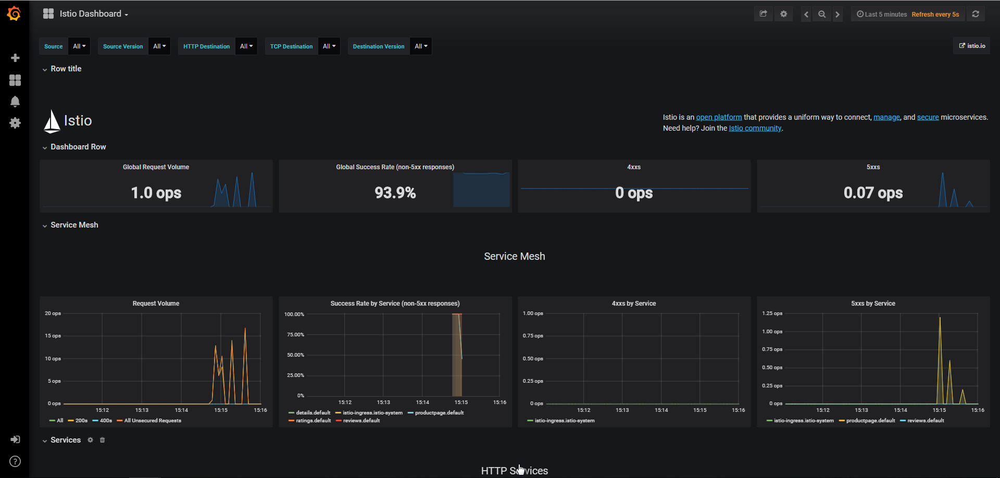 Istio Dashboard
Last 5 minutes Refresh every 5s
Source All Source Version All HTTP Destination All TCP Destination All Destination Version All
istio.io
Row title
Istio
Istio is an open platform that provides a uniform way to connect, manage, and secure microservices.
Need help? Join the Istio community.
Dashboard Row
Global Request Volume
1.0 ops
Global Success Rate (non-5xx responses)
93.9%
4xxs
0 ops
5xxs
0.07 ops
Service Mesh
Service Mesh
Request Volume
20 ops
15 ops
10 ops
5 ops
0 ops
15:12 15:13 15:14 15:15 15:16
All 200s 400s All Unsecured Requests
Success Rate by Service (non-5xx responses)
100.00%
75.00%
50.00%
25.00%
0%
15:12 15:13 15:14 15:15 15:16
details.default istio-ingress.istio-system productpage.default
ratings.default reviews.default
4xxs by Service
1.00 ops
0.75 ops
0.50 ops
0.25 ops
0 ops
15:12 15:13 15:14 15:15 15:16
istio-ingress.istio-system
5xxs by Service
1.25 ops
1.00 ops
0.75 ops
0.50 ops
0.25 ops
0 ops
15:12 15:13 15:14 15:15 15:16
istio-ingress.istio-system productpage.default reviews.default
Services
HTTP Services